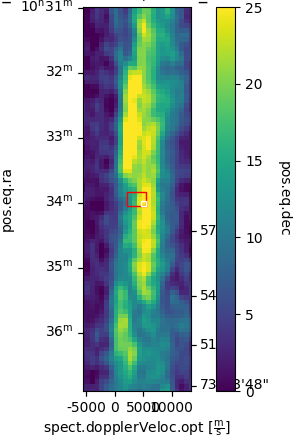 10ʰ31ᵐ
32ᵐ
33ᵐ
34ᵐ
35ᵐ
36ᵐ
pos.eq.ra
-5000 0 5000 10000
spect.dopplerVeloc.opt [m/s]
57
54
51
25
20
15
10
5
0
pos.eq.dec